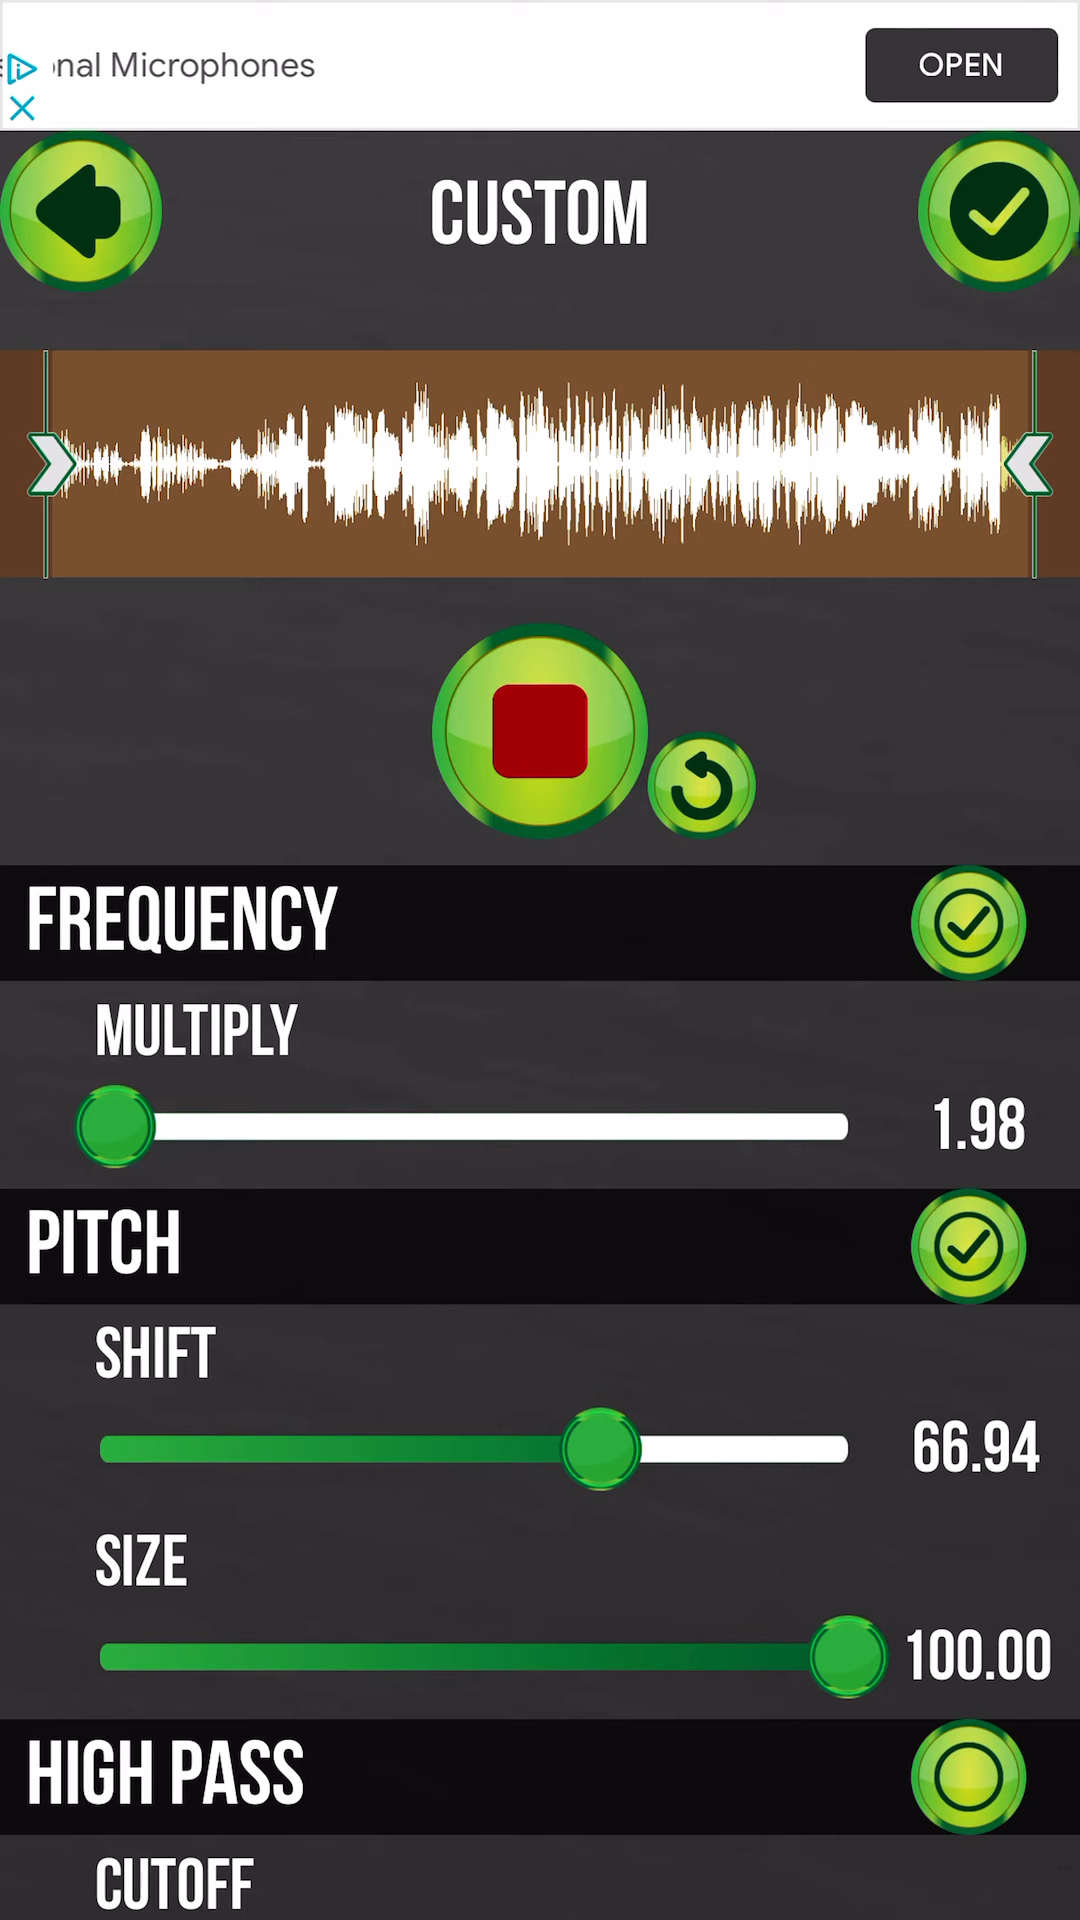 nal Microphones
OPEN
CUSTOM
FREQUENCY
MULTIPLY
1.98
PITCH
SHIFT
66.94
SIZE
100.00
HIGH PASS
CUTOFF